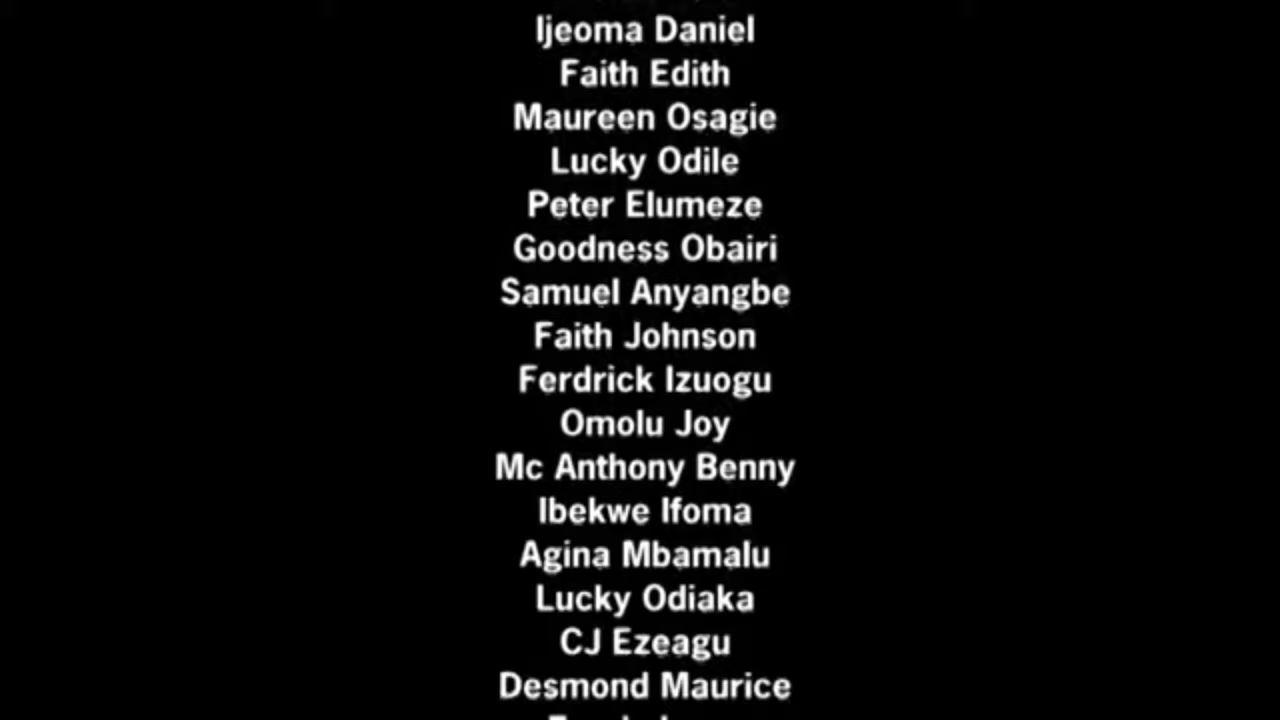 Ijeoma Daniel
Faith Edith
Maureen Osagie
Lucky Odile
Peter Elumeze
Goodness Obairi
Samuel Anyangbe
Faith Johnson
Ferdrick Izuogu
Omolu Joy
Mc Anthony Benny
Ibekwe Ifoma
Agina Mbamalu
Lucky Odiaka
CJ Ezeagu
Desmond Maurice